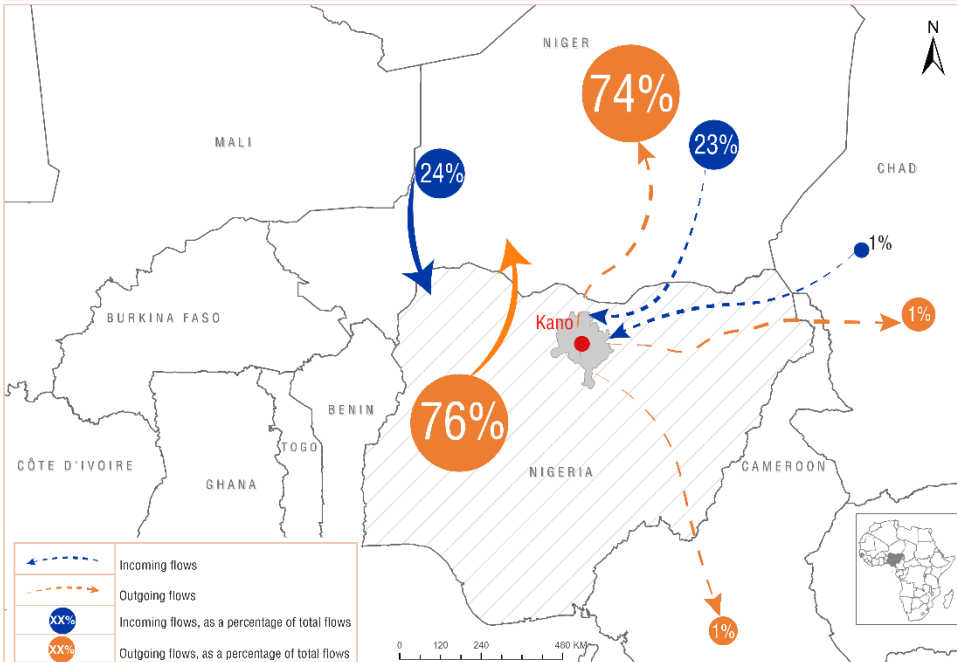 NIGER
N
74%
MALI
23%
24%
CHAD
1%
BURKINA FASO
Kano
1%
76%
BENIN
TOGO
CÔTE D'IVOIRE
GHANA
NIGERIA
CAMEROON
Incoming flows
Outgoing flows
XX%
Incoming flows, as a percentage of total flows
XX%
Outgoing flows, as a percentage of total flows
1%
0 120 240 480 KM